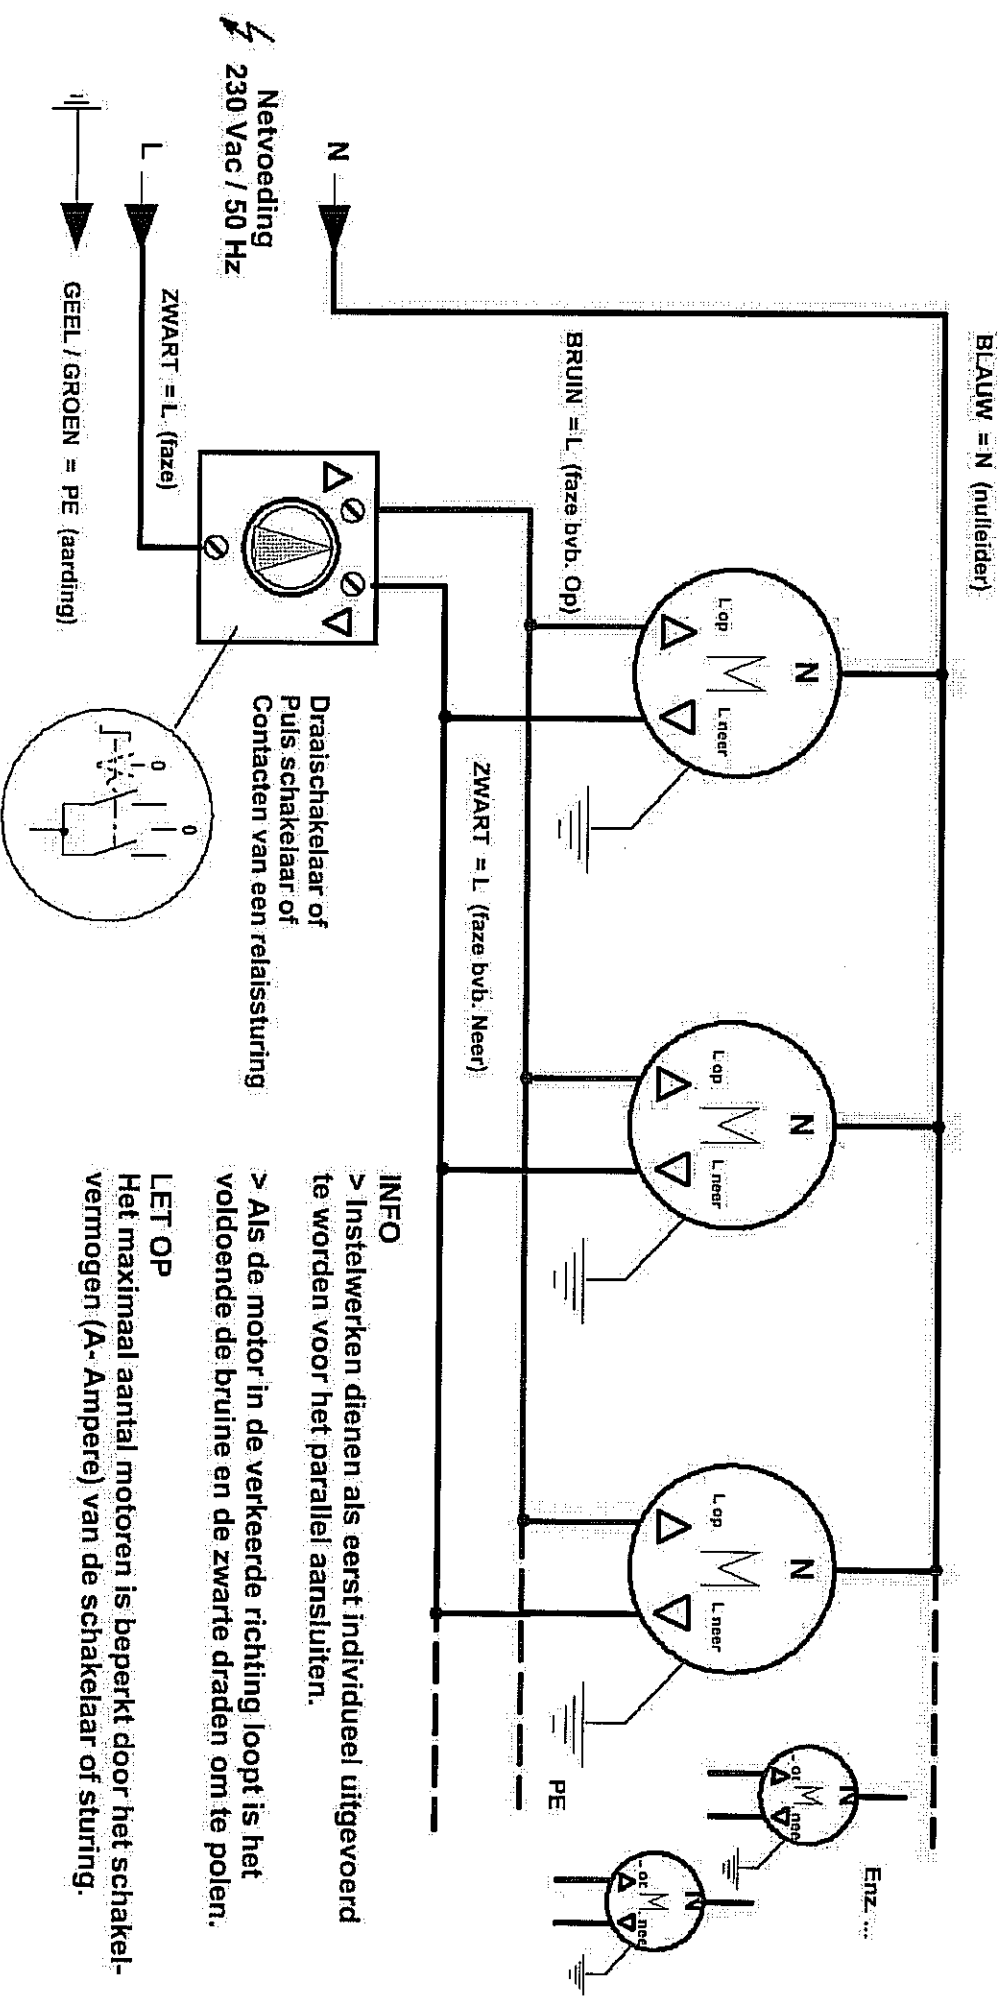 BLAUW = N (nulleider)
N
Netvoeding
230 Vac / 50 Hz
L
ZWART = L (faze)
GEEL / GROEN = PE (aarding)
BRUIN = L (faze bvb. Op)
ZWART = L (faze bvb. Neer)
N
M
L op
L neer
N
M
L op
L neer
N
M
L op
L neer
PE
Enz. ...
N
M
N
M
Draaischakelaar of
Puls schakelaar of
Contacten van een relaissturing
0
0
INFO
> Instelwerken dienen als eerst individueel uitgevoerd
te worden voor het parallel aansluiten.
> Als de motor in de verkeerde richting loopt is het
voldoende de bruine en de zwarte draden om te polen.
LET OP
Het maximaal aantal motoren is beperkt door het schakel-
vermogen (A- Ampere) van de schakelaar of sturing.